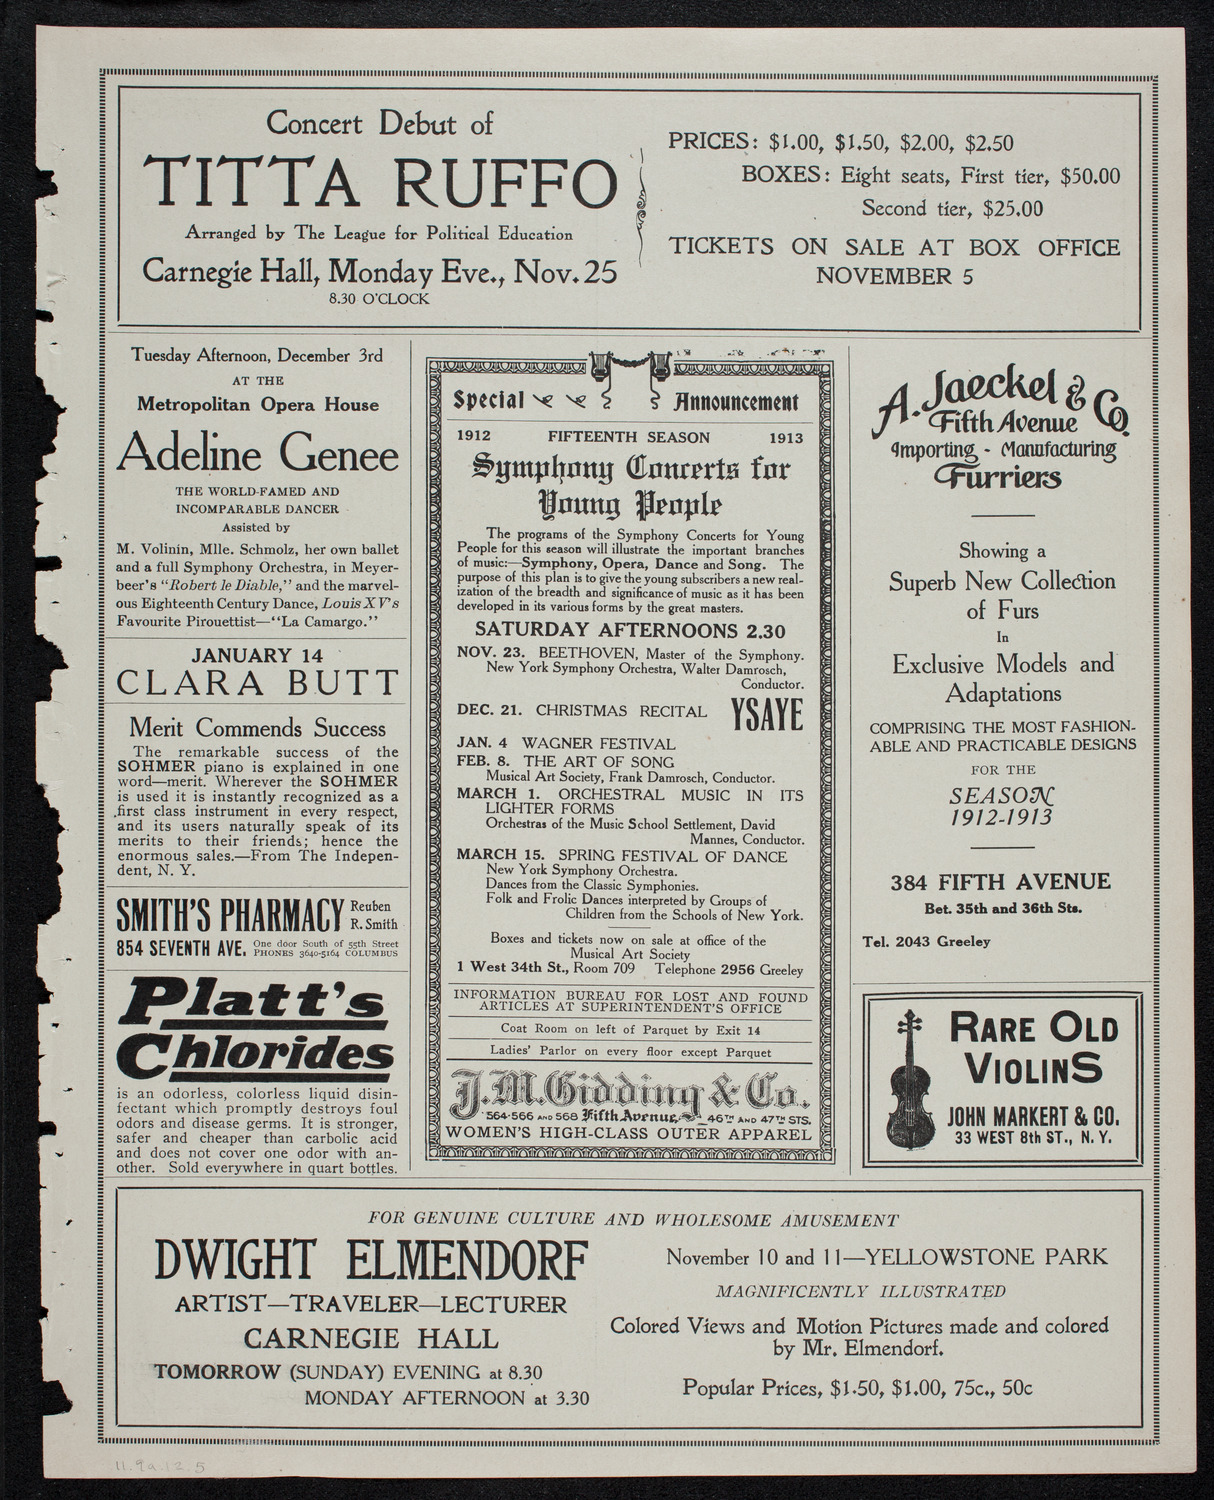 Concert Debut of
TITTA RUFFO
Arranged by The League for Political Education
Carnegie Hall, Monday Eve., Nov. 25
8.30 O'CLOCK
PRICES: $1.00, $1.50, $2.00, $2.50
BOXES: Eight seats, First tier, $50.00
Second tier, $25.00
TICKETS ON SALE AT BOX OFFICE
NOVEMBER 5
Tuesday Afternoon, December 3rd
AT THE
Metropolitan Opera House
Adeline Genee
THE WORLD-FAMED AND
INCOMPARABLE DANCER
Assisted by
M. Volinin, Mlle. Schmolz, her own ballet
and a full Symphony Orchestra, in Meyer-
beer's "Robert le Diable," and the marvel-
ous Eighteenth Century Dance, Louis XV's
Favourite Pirouettist—"La Camargo."
JANUARY 14
CLARA BUTT
Merit Commends Success
The remarkable success of the
SOHMER piano is explained in one
word—merit. Wherever the SOHMER
is used it is instantly recognized as a
first class instrument in every respect,
and its users naturally speak of its
merits to their friends; hence the
enormous sales.—From The Indepen-
dent, N. Y.
SMITH'S PHARMACY Reuben
R. Smith
854 SEVENTH AVE. One door South of 55th Street
PHONES 3640-5164 COLUMBUS
Platt's
Chlorides
is an odorless, colorless liquid disin-
fectant which promptly destroys foul
odors and disease germs. It is stronger,
safer and cheaper than carbolic acid
and does not cover one odor with an-
other. Sold everywhere in quart bottles.
Special Announcement
1912 FIFTEENTH SEASON 1913
Symphony Concerts for
Young People
The programs of the Symphony Concerts for Young
People for this season will illustrate the important branches
of music:—Symphony, Opera, Dance and Song. The
purpose of this plan is to give the young subscribers a new real-
ization of the breadth and significance of music as it has been
developed in its various forms by the great masters.
SATURDAY AFTERNOONS 2.30
NOV. 23. BEETHOVEN, Master of the Symphony.
New York Symphony Orchestra, Walter Damrosch,
Conductor.
DEC. 21. CHRISTMAS RECITAL YSAYE
JAN. 4 WAGNER FESTIVAL
FEB. 8. THE ART OF SONG
Musical Art Society, Frank Damrosch, Conductor.
MARCH 1. ORCHESTRAL MUSIC IN ITS
LIGHTER FORMS
Orchestras of the Music School Settlement, David
Mannes, Conductor.
MARCH 15. SPRING FESTIVAL OF DANCE
New York Symphony Orchestra.
Dances from the Classic Symphonies.
Folk and Frolic Dances interpreted by Groups of
Children from the Schools of New York.
Boxes and tickets now on sale at office of the
Musical Art Society
1 West 34th St., Room 709 Telephone 2956 Greeley
INFORMATION BUREAU FOR LOST AND FOUND
ARTICLES AT SUPERINTENDENT'S OFFICE
Coat Room on left of Parquet by Exit 14
Ladies' Parlor on every floor except Parquet
J.M. Gidding & Co.
564-566 AND 568 Fifth Avenue, 46TH AND 47TH STS.
WOMEN'S HIGH-CLASS OUTER APPAREL
A. Jaeckel & Co.
Fifth Avenue
Importing - Manufacturing
Furriers
Showing a
Superb New Collection
of Furs
In
Exclusive Models and
Adaptations
COMPRISING THE MOST FASHION-
ABLE AND PRACTICABLE DESIGNS
FOR THE
SEASON
1912-1913
384 FIFTH AVENUE
Bet. 35th and 36th Sts.
Tel. 2043 Greeley
RARE OLD
VIOLINS
JOHN MARKERT & CO.
33 WEST 8th ST., N. Y.
FOR GENUINE CULTURE AND WHOLESOME AMUSEMENT
DWIGHT ELMENDORF
ARTIST—TRAVELER—LECTURER
CARNEGIE HALL
TOMORROW (SUNDAY) EVENING at 8.30
MONDAY AFTERNOON at 3.30
November 10 and 11—YELLOWSTONE PARK
MAGNIFICENTLY ILLUSTRATED
Colored Views and Motion Pictures made and colored
by Mr. Elmendorf.
Popular Prices, $1.50, $1.00, 75c., 50c
11.9a.12.5